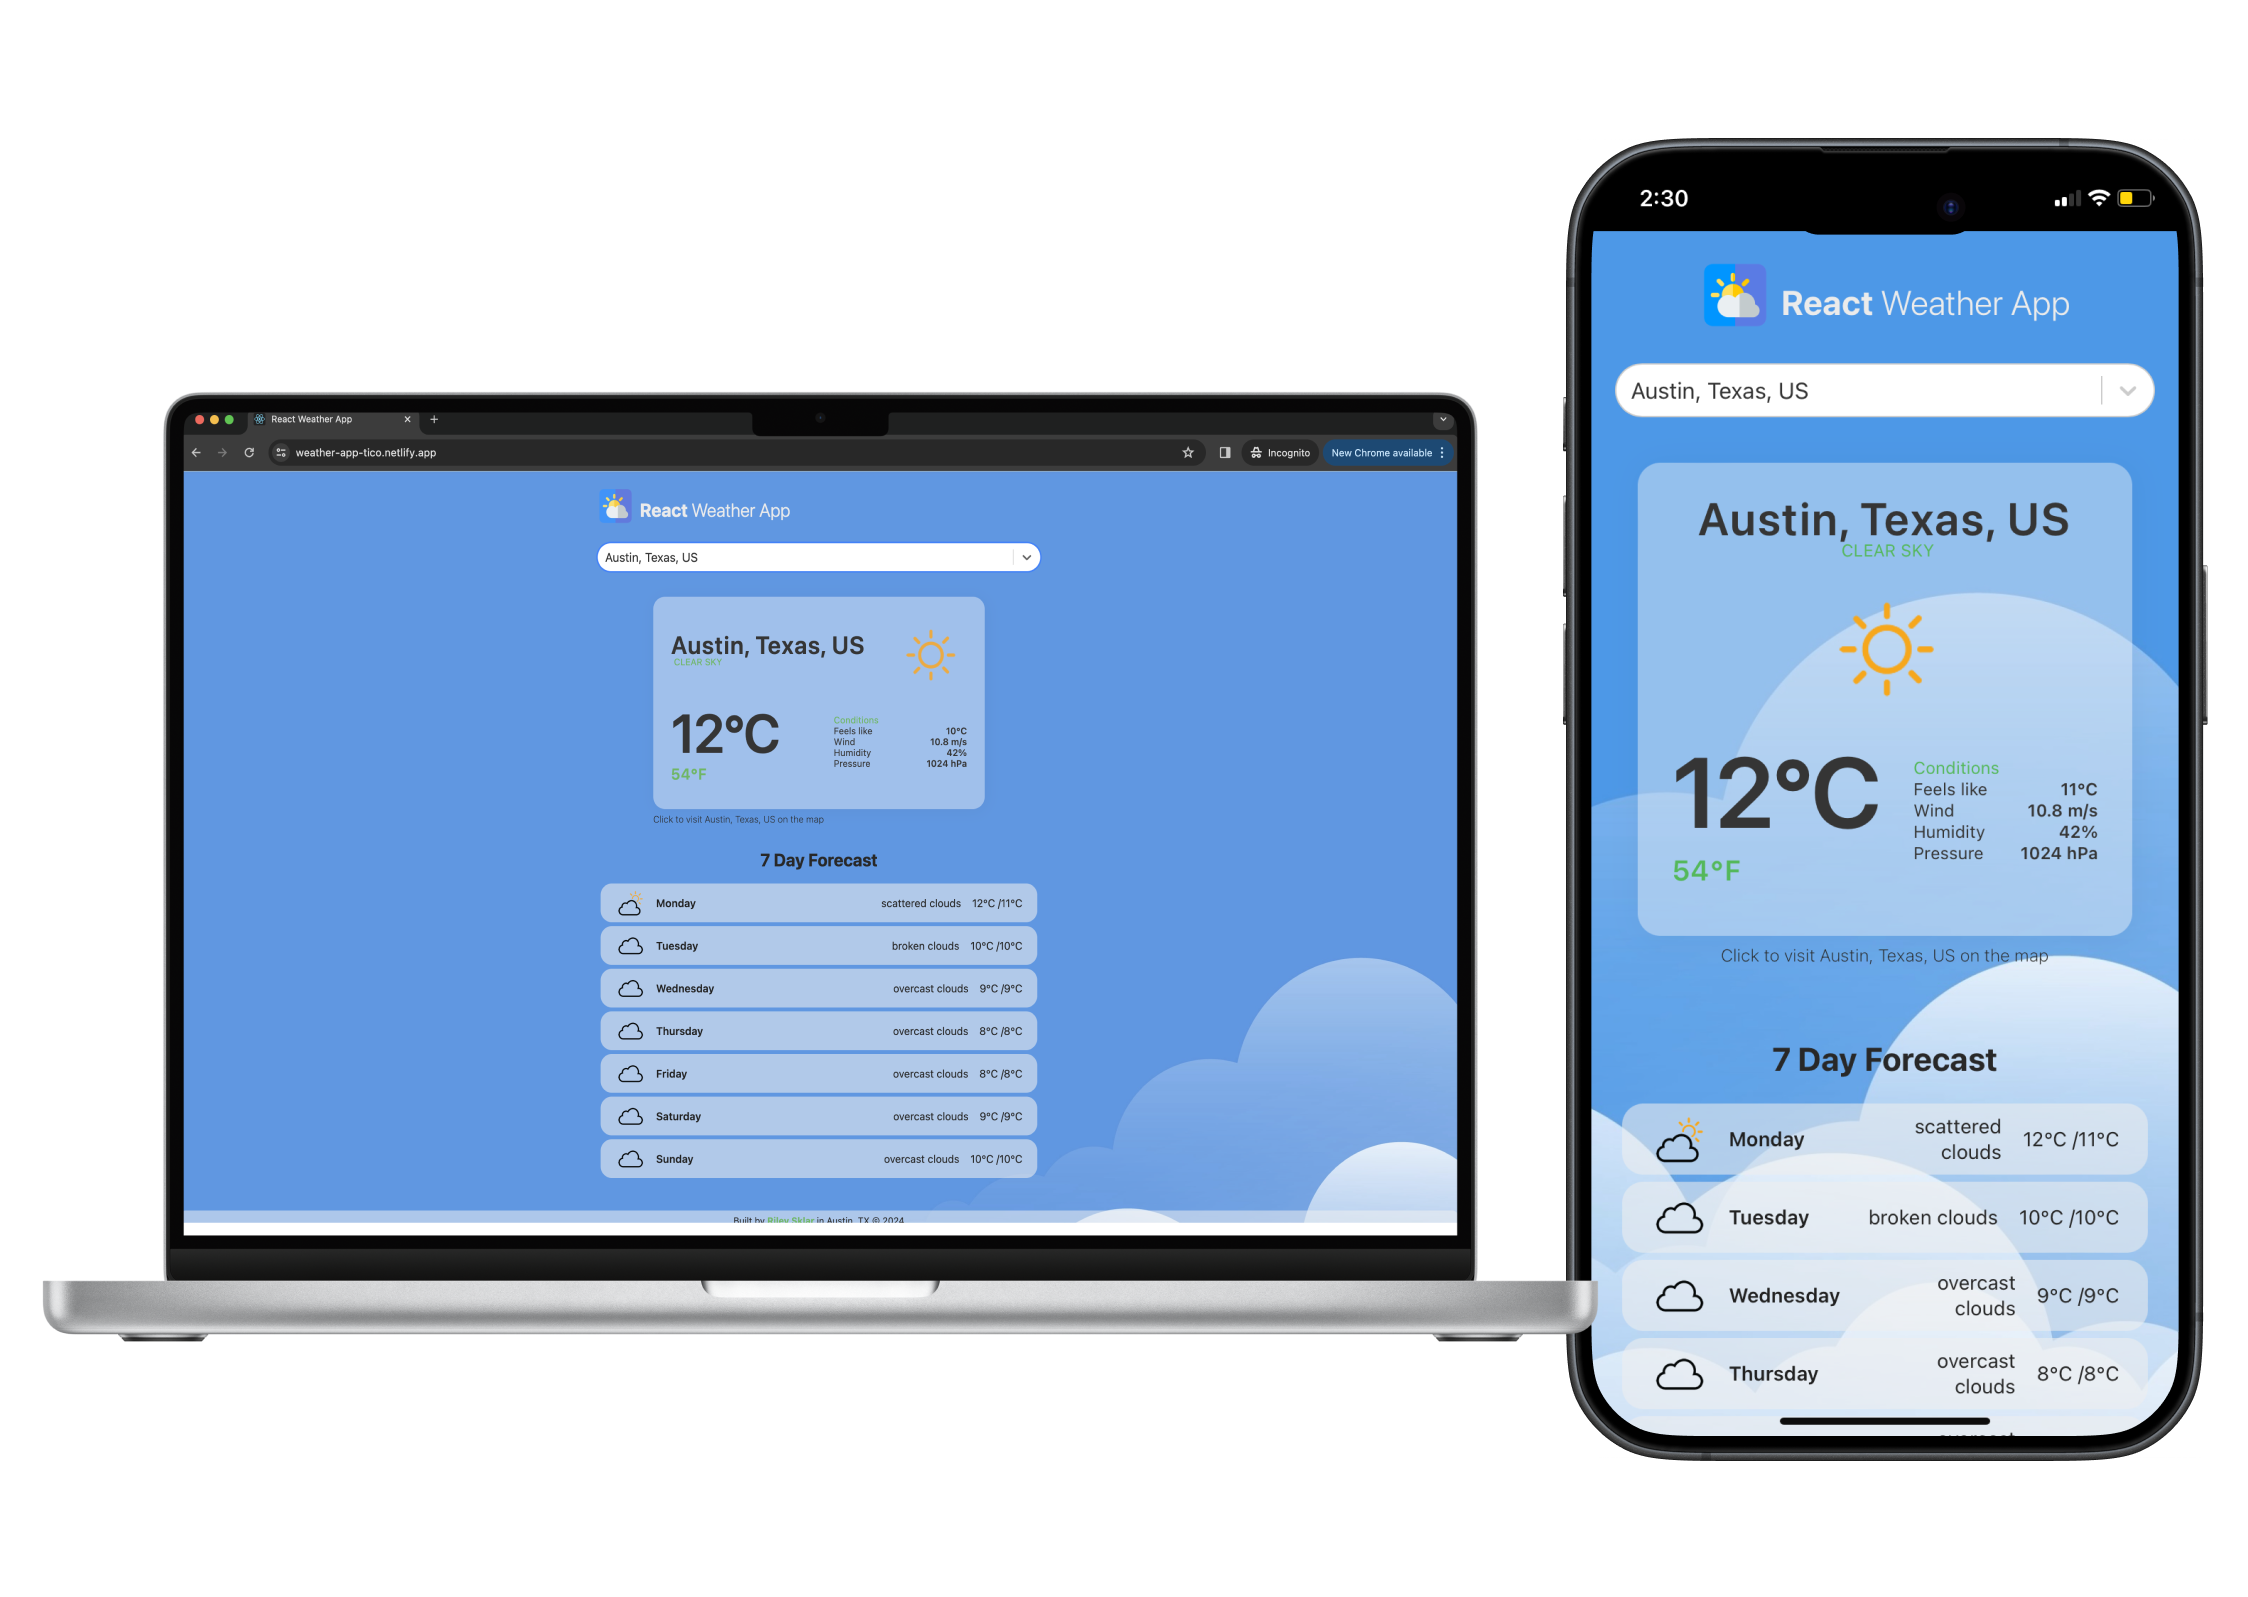 React Weather App
weather-app-tico.netlify.app
Incognito
New Chrome available
React Weather App
Austin, Texas, US
Austin, Texas, US
CLEAR SKY
12°C
54°F
Conditions
Feels like 10°C
Wind 10.8 m/s
Humidity 42%
Pressure 1024 hPa
Click to visit Austin, Texas, US on the map
7 Day Forecast
Monday scattered clouds 12°C /11°C
Tuesday broken clouds 10°C /10°C
Wednesday overcast clouds 9°C /9°C
Thursday overcast clouds 8°C /8°C
Friday overcast clouds 8°C /8°C
Saturday overcast clouds 9°C /9°C
Sunday overcast clouds 10°C /10°C
Built by Riley Sklar in Austin, TX © 2024
2:30
React Weather App
Austin, Texas, US
Austin, Texas, US
CLEAR SKY
12°C
54°F
Conditions
Feels like 11°C
Wind 10.8 m/s
Humidity 42%
Pressure 1024 hPa
Click to visit Austin, Texas, US on the map
7 Day Forecast
Monday scattered clouds 12°C /11°C
Tuesday broken clouds 10°C /10°C
Wednesday overcast clouds 9°C /9°C
Thursday overcast clouds 8°C /8°C